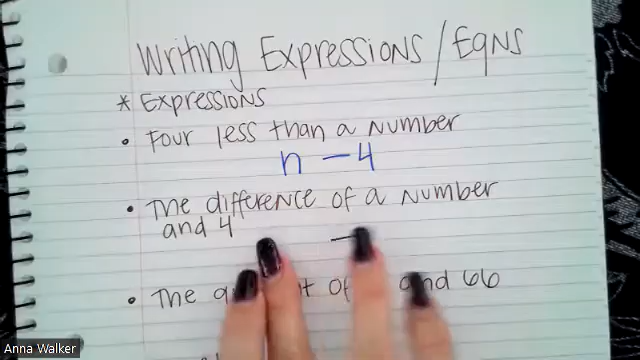 Writing Expressions/Eqns
* Expressions
• Four less than a number
n - 4
• The difference of a number
and 4
-
• The of and 66
Anna Walker